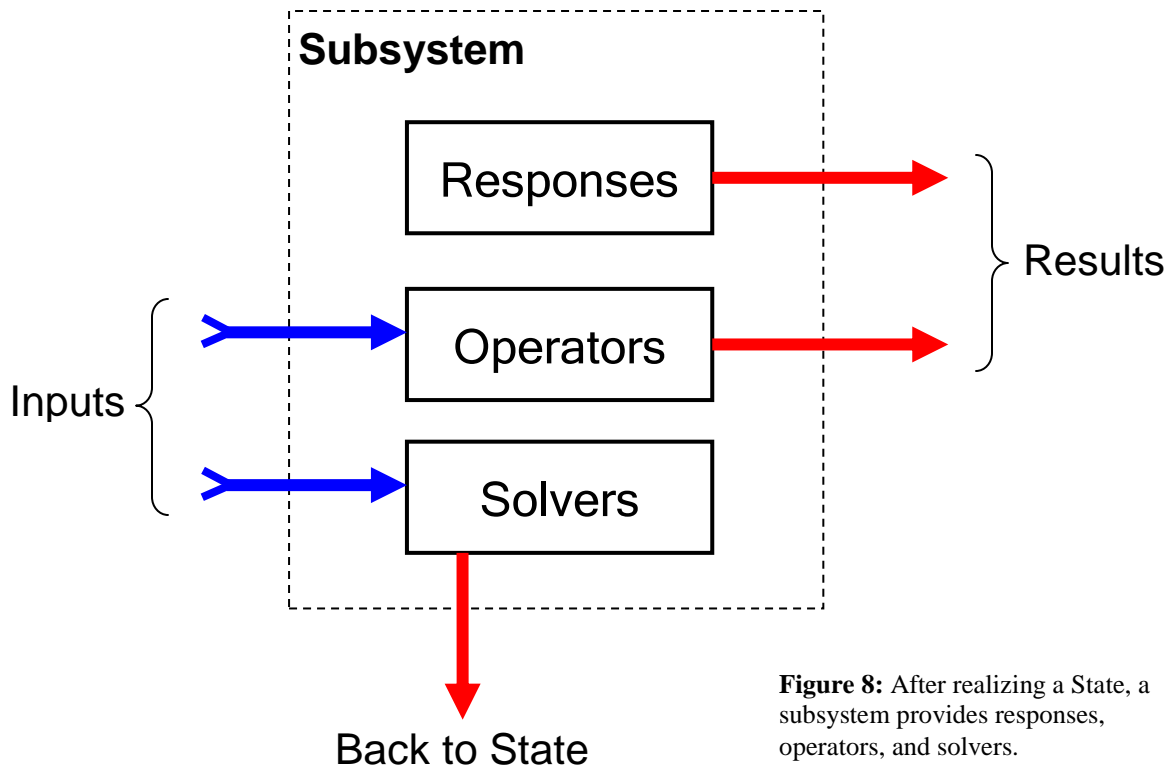 Subsystem
Responses
Results
Operators
Inputs
Solvers
Back to State
Figure 8: After realizing a State, a
subsystem provides responses,
operators, and solvers.